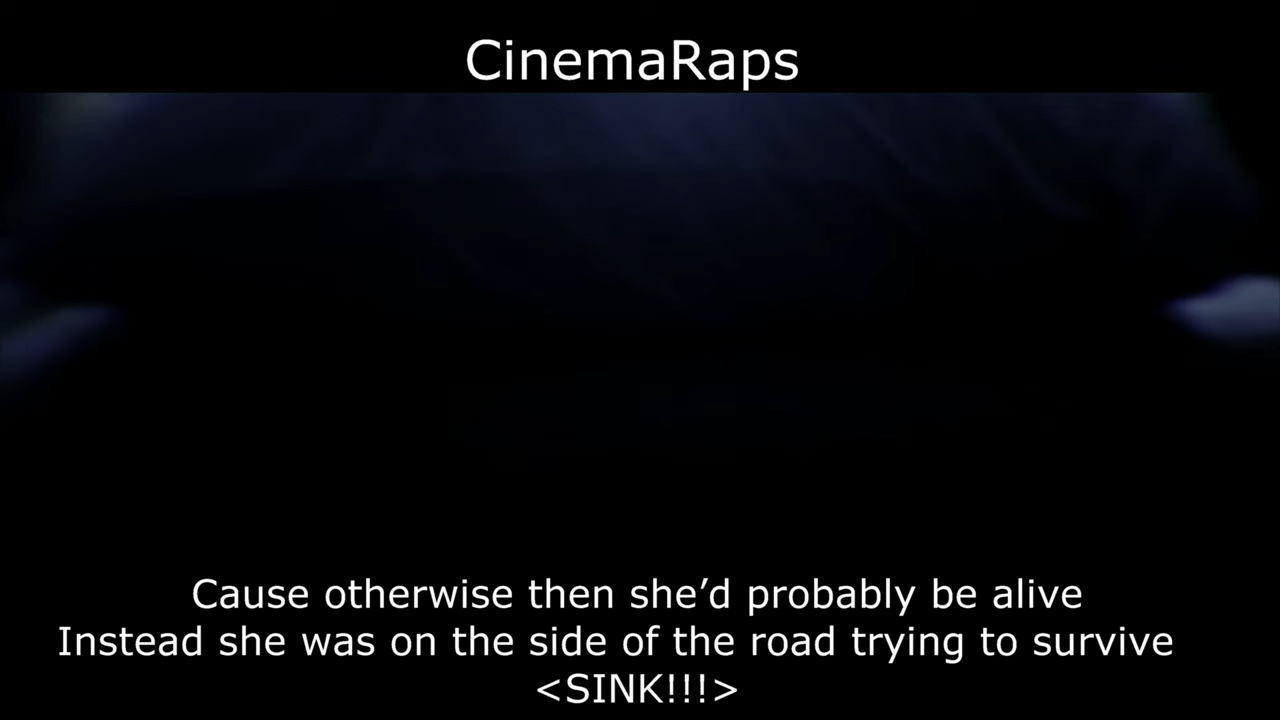 CinemaRaps
Cause otherwise then she’d probably be alive
Instead she was on the side of the road trying to survive
<SINK!!!>